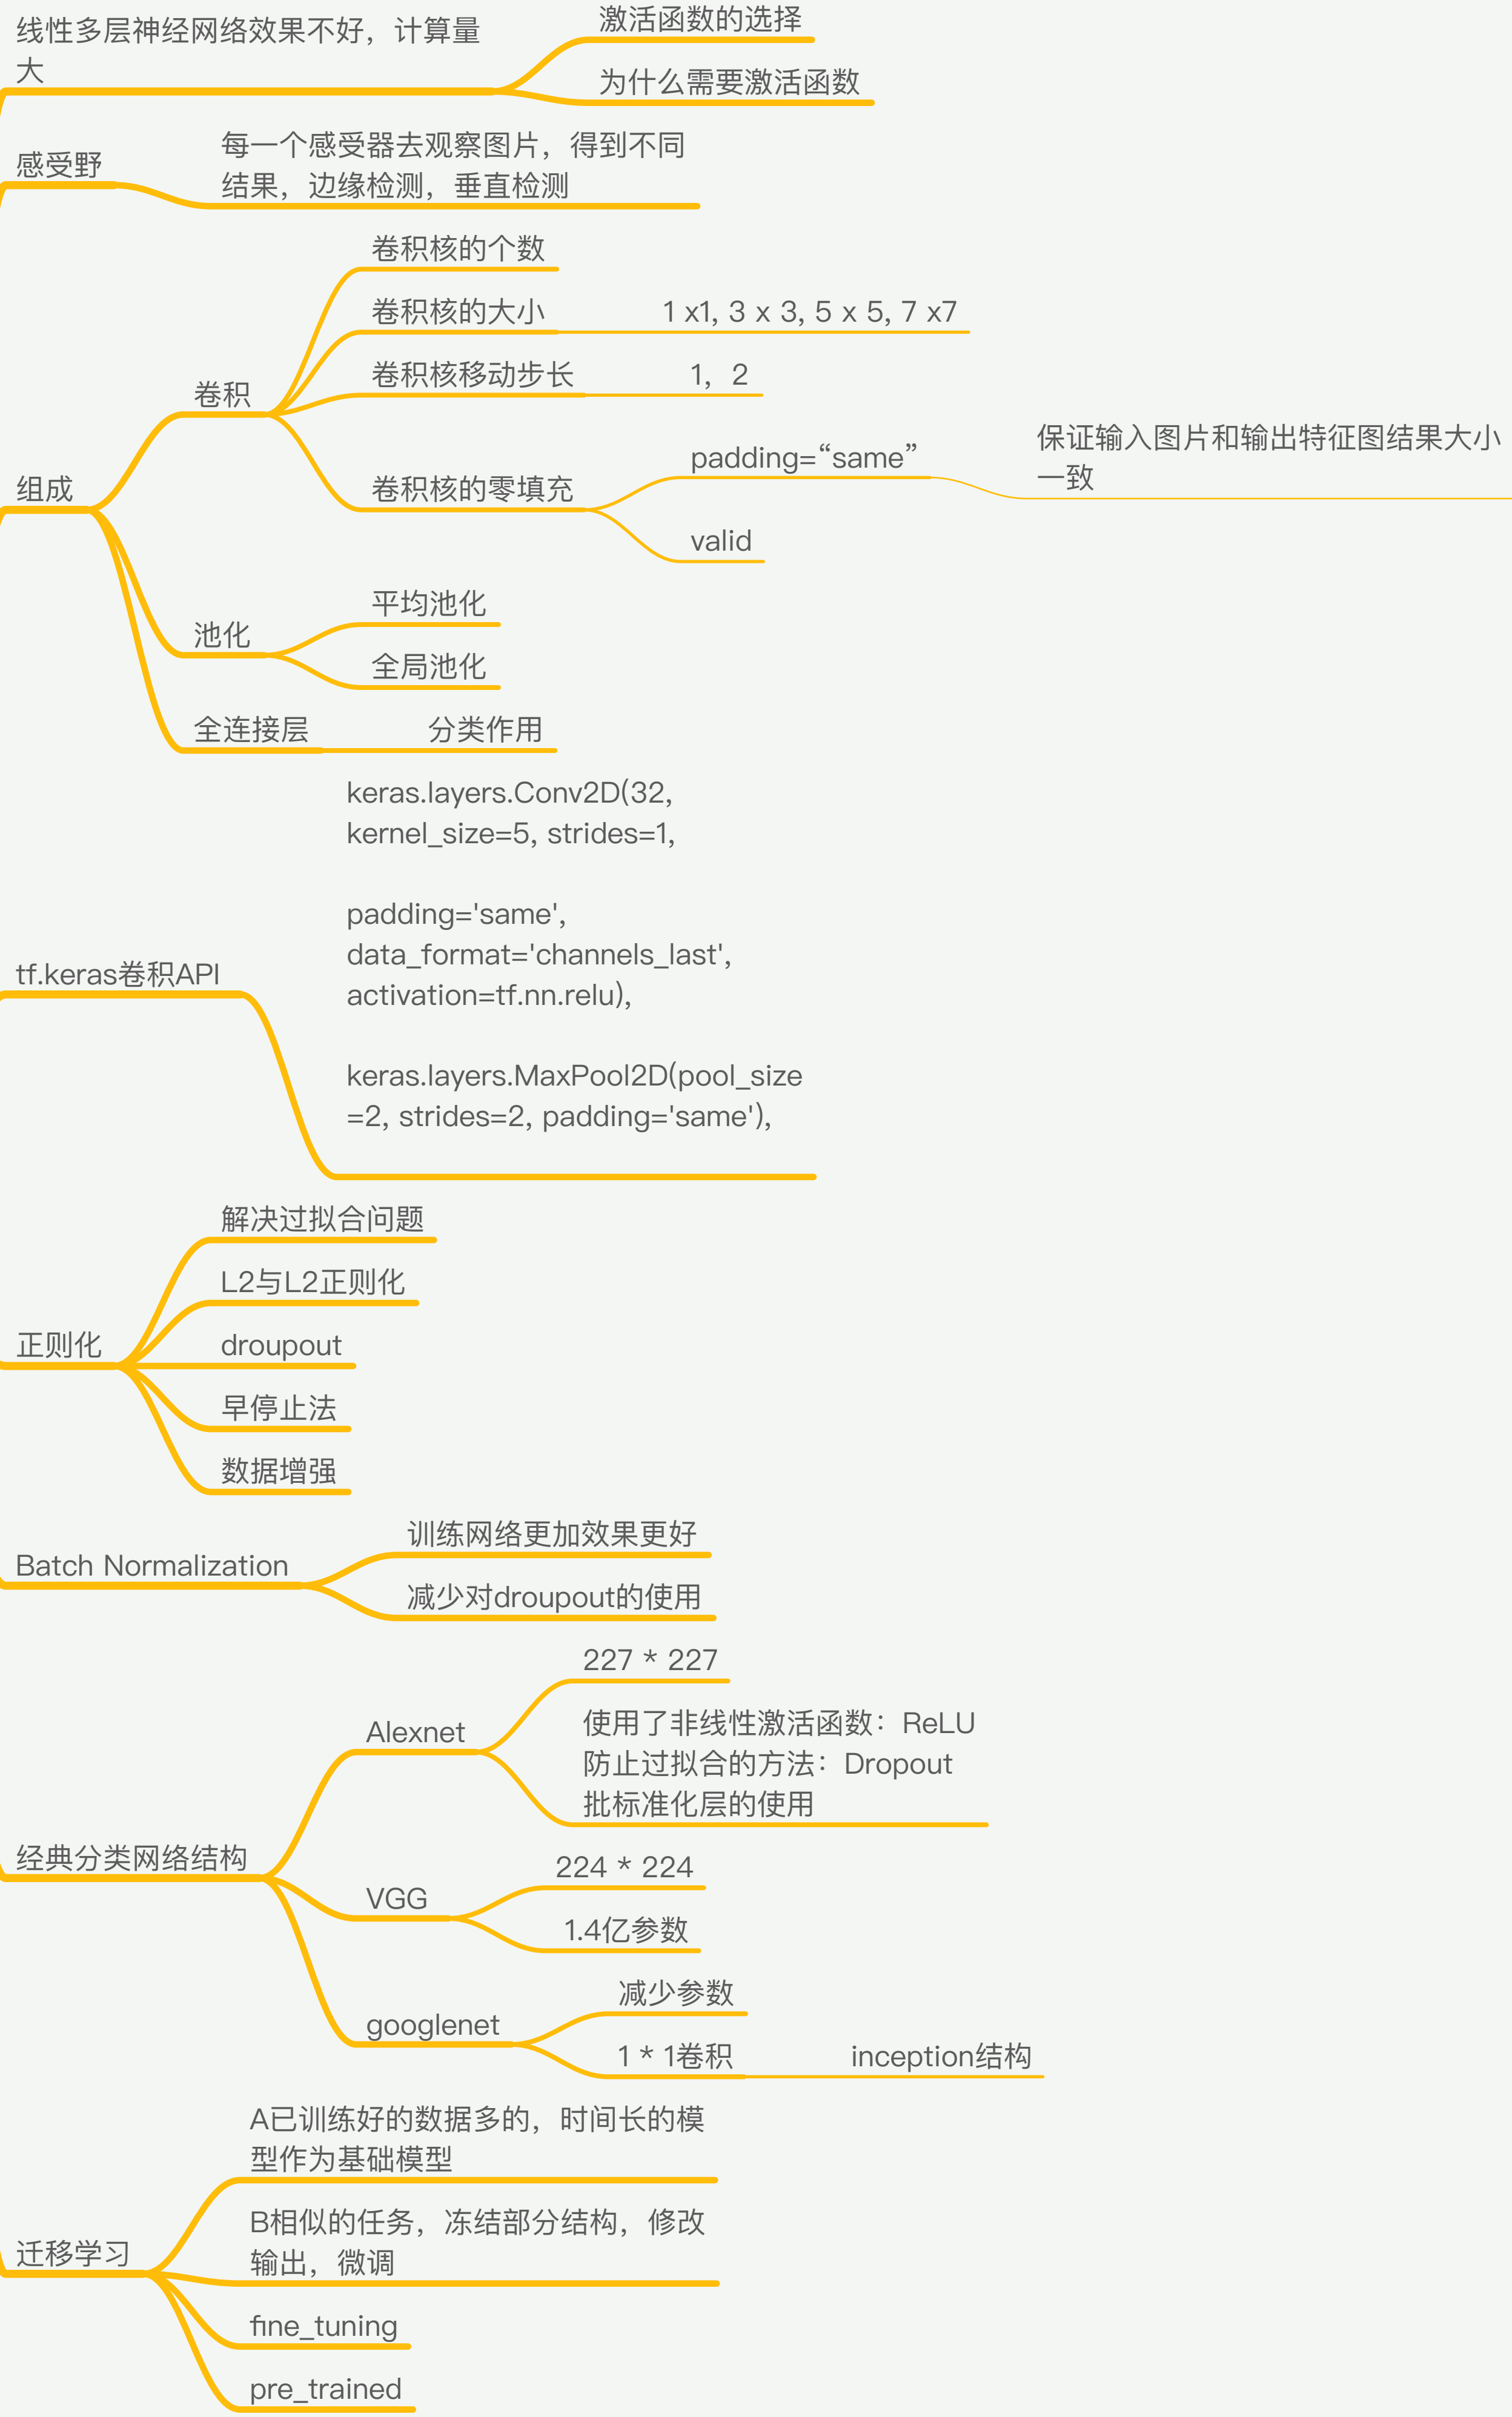 线性多层神经网络效果不好，计算量
大
激活函数的选择
为什么需要激活函数
感受野
每一个感受器去观察图片，得到不同
结果，边缘检测，垂直检测
组成
卷积
卷积核的个数
卷积核的大小
1 x1, 3 x 3, 5 x 5, 7 x7
卷积核移动步长
1，2
卷积核的零填充
padding=“same”
保证输入图片和输出特征图结果大小
一致
valid
池化
平均池化
全局池化
全连接层
分类作用
tf.keras卷积API
keras.layers.Conv2D(32,
kernel_size=5, strides=1,
padding='same',
data_format='channels_last',
activation=tf.nn.relu),
keras.layers.MaxPool2D(pool_size
=2, strides=2, padding='same'),
正则化
解决过拟合问题
L2与L2正则化
droupout
早停止法
数据增强
Batch Normalization
训练网络更加效果更好
减少对droupout的使用
经典分类网络结构
Alexnet
227 * 227
使用了非线性激活函数：ReLU
防止过拟合的方法：Dropout
批标准化层的使用
VGG
224 * 224
1.4亿参数
googlenet
减少参数
1 * 1卷积
inception结构
迁移学习
A已训练好的数据多的，时间长的模
型作为基础模型
B相似的任务，冻结部分结构，修改
输出，微调
fine_tuning
pre_trained